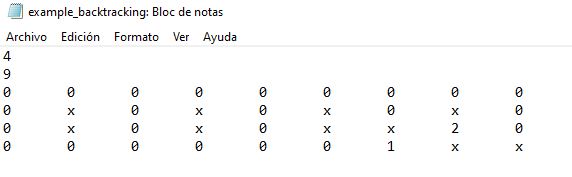 example_backtracking: Bloc de notas
Archivo Edición Formato Ver Ayuda
4
9
0 0 0 0 0 0 0 0 0
0 x 0 x 0 x 0 x 0
0 x 0 x 0 x x 2 0
0 0 0 0 0 0 1 x x